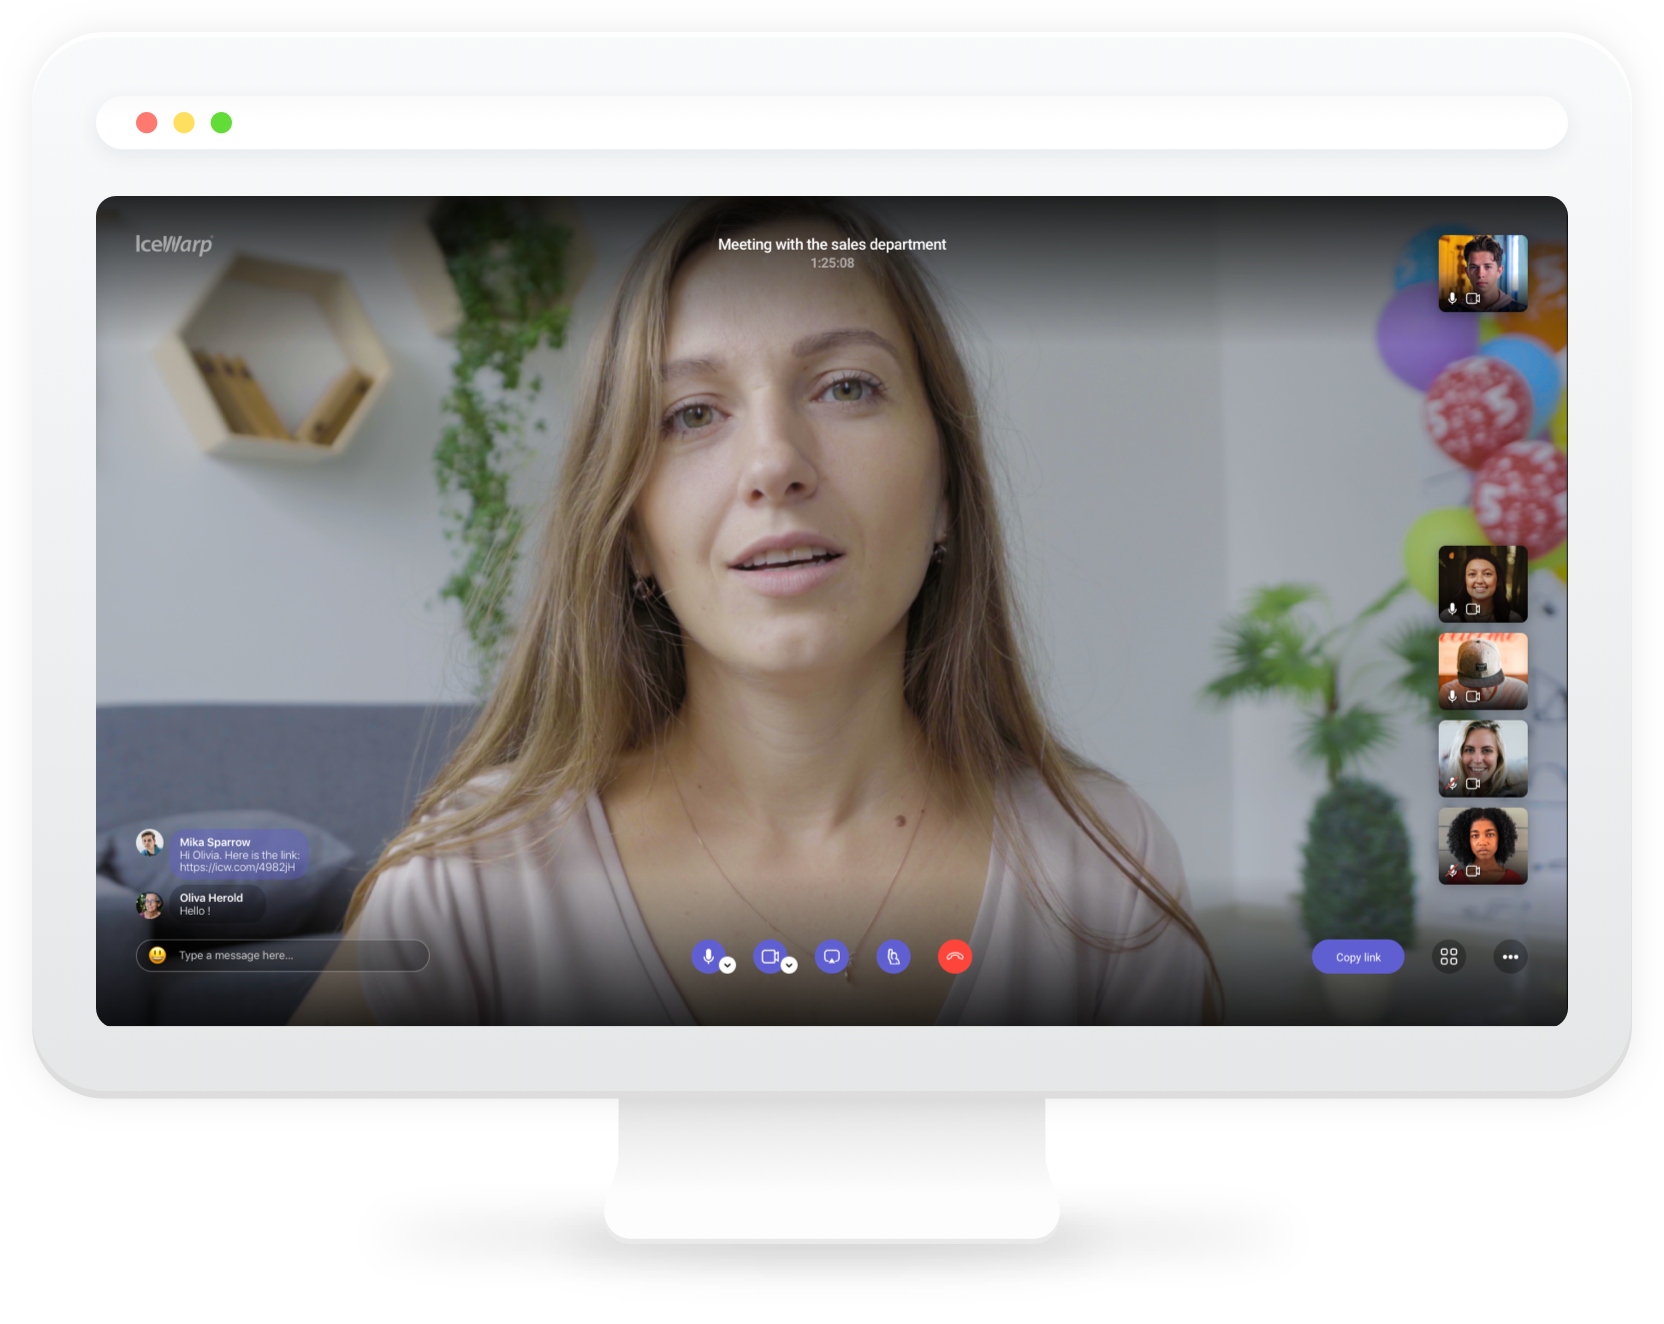 IceWarp
Meeting with the sales department
1:25:08
Mika Sparrow
Hi Olivia. Here is the link:
https://icw.com/4982jH
Oliva Herold
Hello !
Type a message here...
Copy link